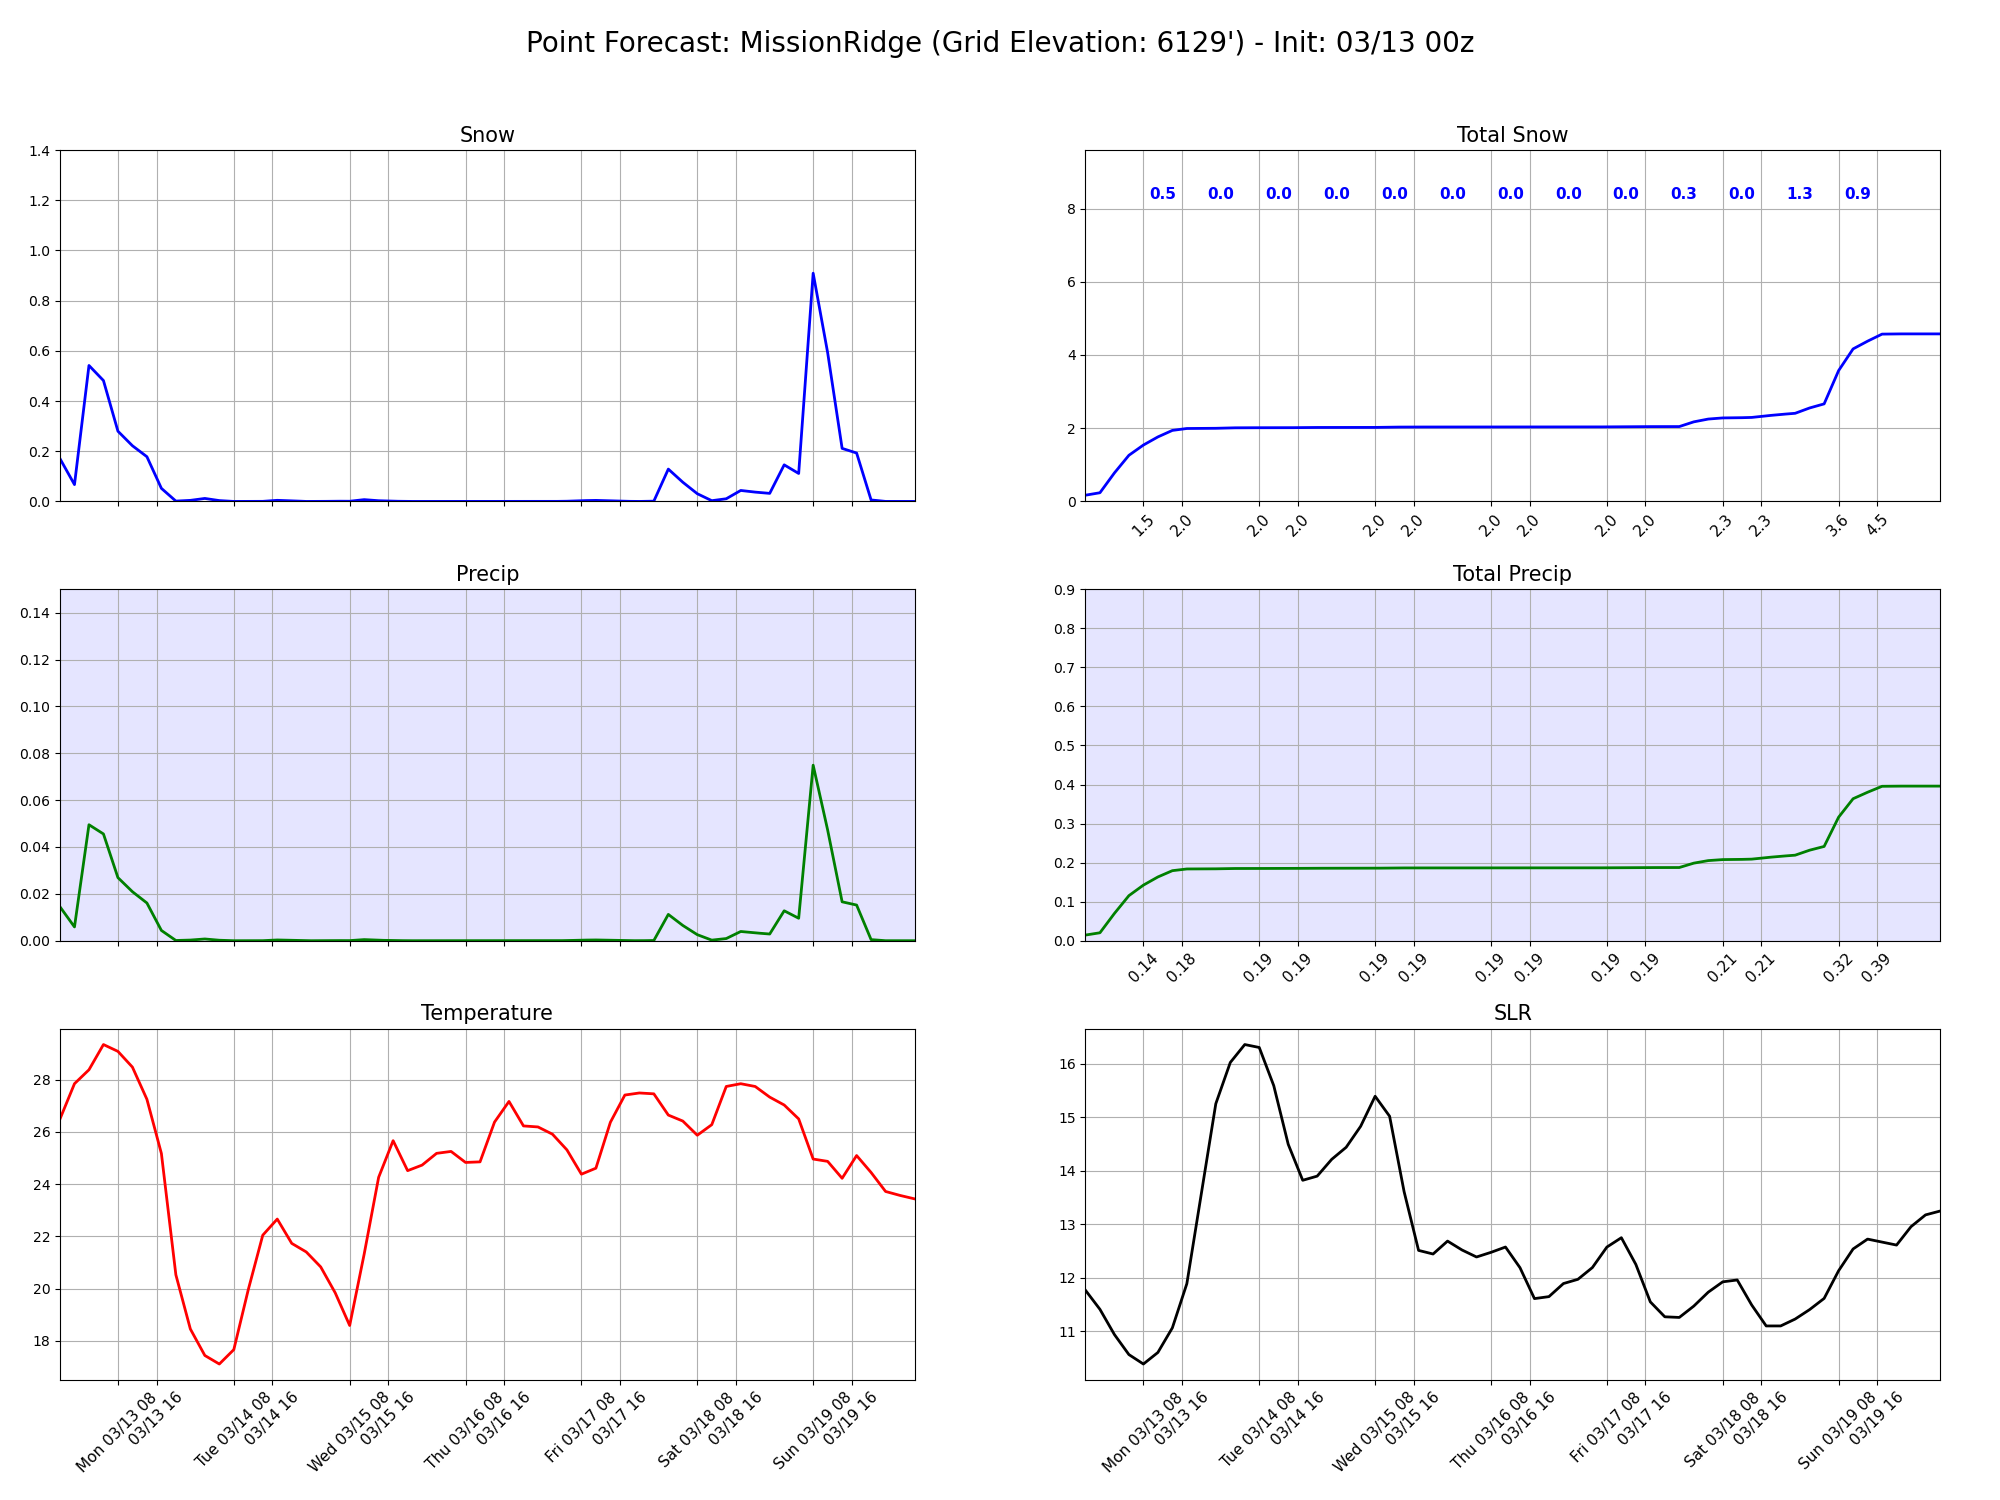 Point Forecast: MissionRidge (Grid Elevation: 6129') - Init: 03/13 00z
Snow
1.4
1.2
1.0
0.8
0.6
0.4
0.2
0.0
Total Snow
0.5 0.0 0.0 0.0 0.0 0.0 0.0 0.0 0.0 0.3 0.0 1.3 0.9
8
6
4
2
0
1.5 2.0 2.0 2.0 2.0 2.0 2.0 2.0 2.0 2.0 2.3 2.3 3.6 4.5
Precip
0.14
0.12
0.10
0.08
0.06
0.04
0.02
0.00
Total Precip
0.9
0.8
0.7
0.6
0.5
0.4
0.3
0.2
0.1
0.0
0.14 0.18 0.19 0.19 0.19 0.19 0.19 0.19 0.19 0.19 0.21 0.21 0.32 0.39
Temperature
28
26
24
22
20
18
Mon 03/13 08
03/13 16
Tue 03/14 08
03/14 16
Wed 03/15 08
03/15 16
Thu 03/16 08
03/16 16
Fri 03/17 08
03/17 16
Sat 03/18 08
03/18 16
Sun 03/19 08
03/19 16
SLR
16
15
14
13
12
11
Mon 03/13 08
03/13 16
Tue 03/14 08
03/14 16
Wed 03/15 08
03/15 16
Thu 03/16 08
03/16 16
Fri 03/17 08
03/17 16
Sat 03/18 08
03/18 16
Sun 03/19 08
03/19 16